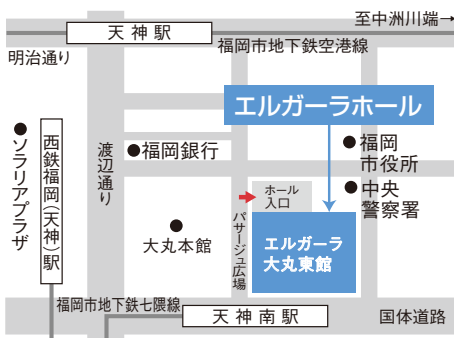 至中洲川端→
天神駅
福岡市地下鉄空港線
明治通り
エルガーラホール
ソラリアプラザ
西鉄福岡(天神)駅
渡辺通り
福岡銀行
福岡
市役所
ホール
入口
中央
警察署
パサージュ広場
大丸本館
エルガーラ
大丸東館
福岡市地下鉄七隈線
天神南駅
国体道路